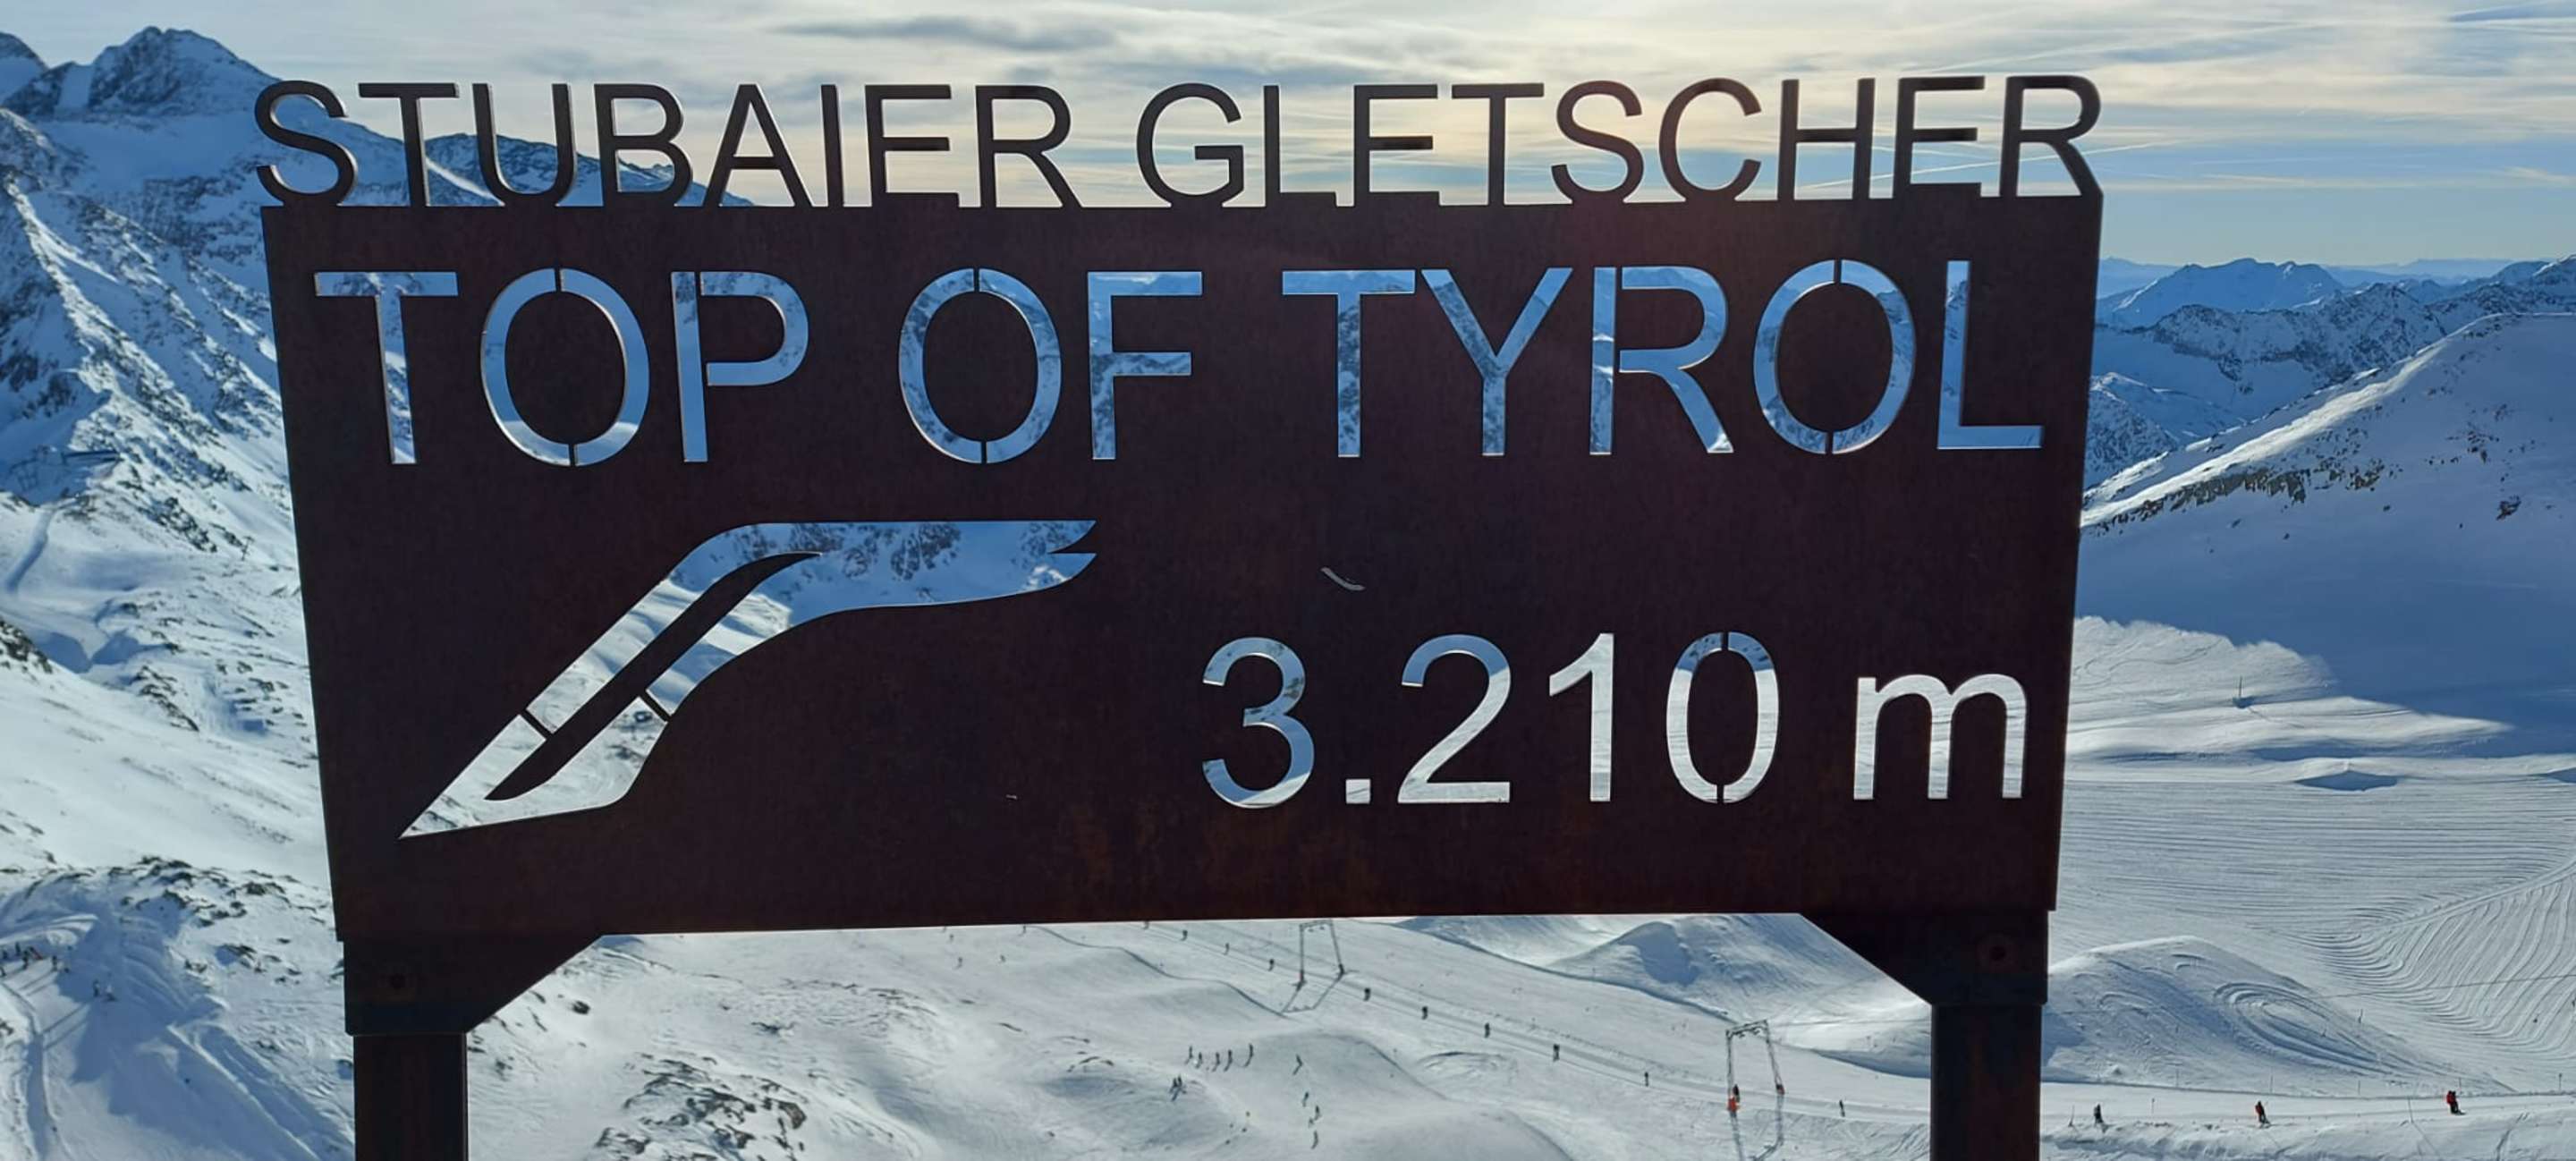 STUBAIER GLETSCHER
TOP OF TYROL
3.210 m